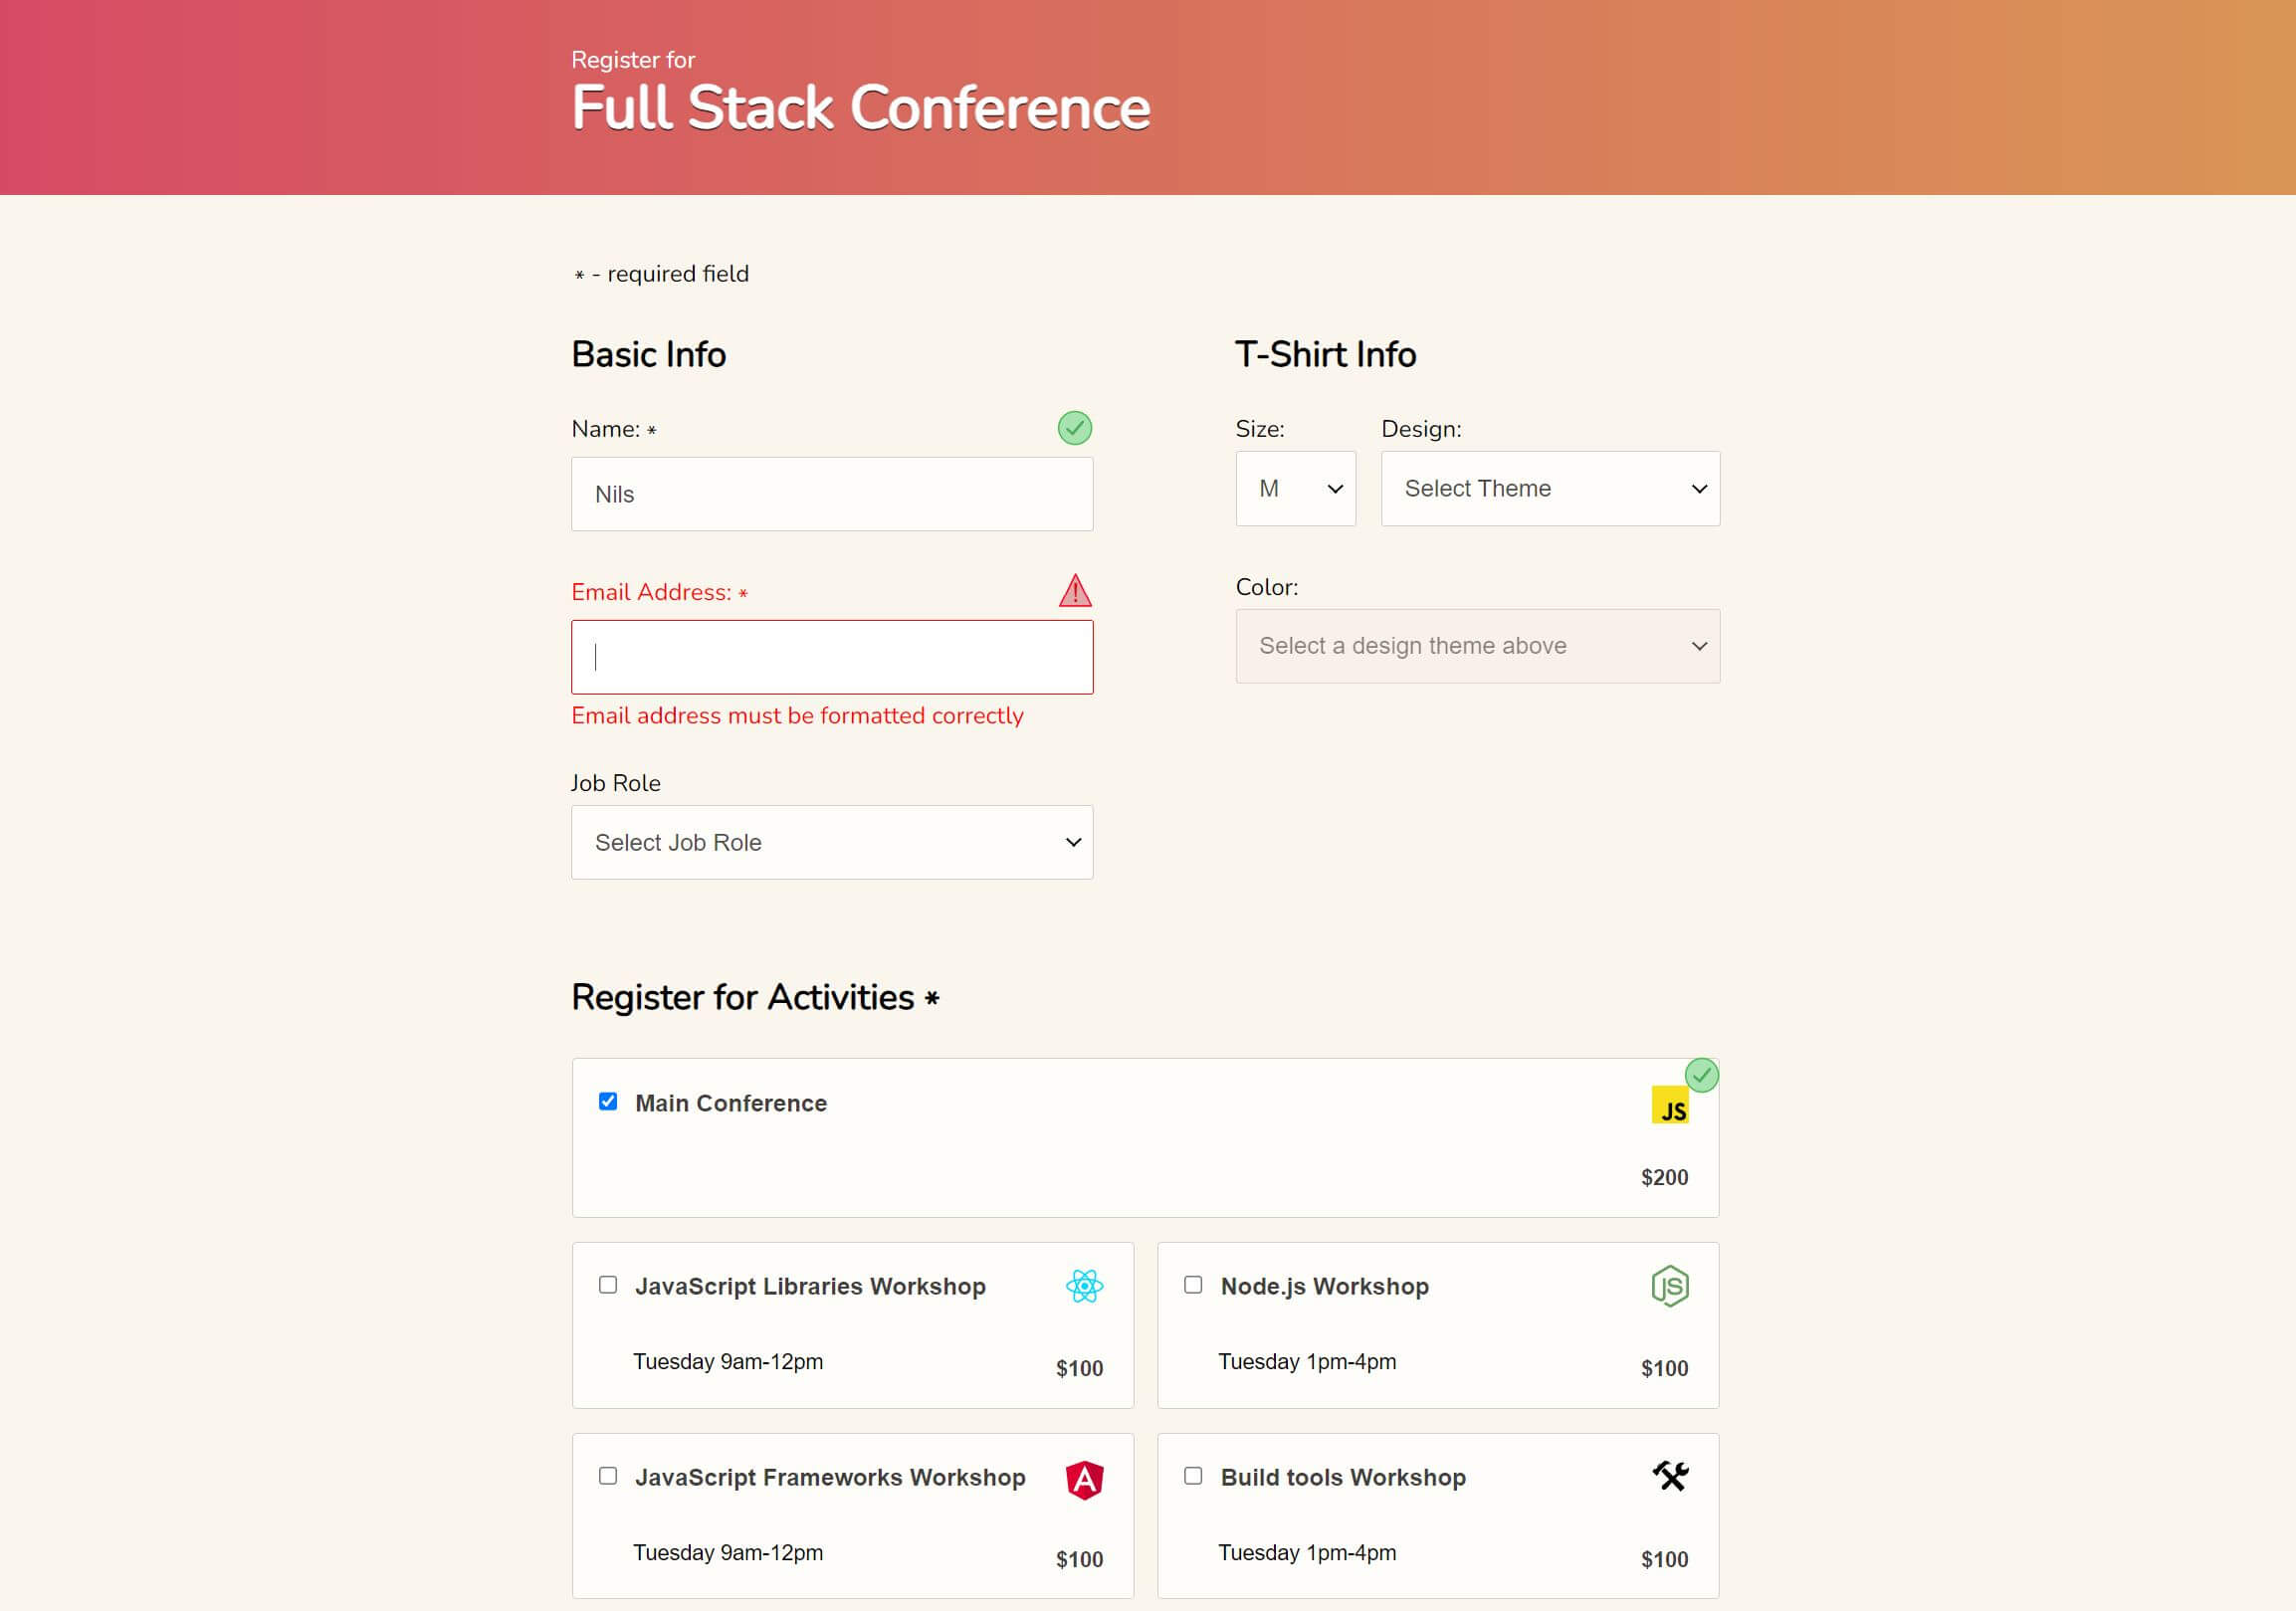 Register for
Full Stack Conference
* - required field
Basic Info
Name: *
Nils
Email Address: *
Email address must be formatted correctly
Job Role
Select Job Role
T-Shirt Info
Size:
Design:
M
Select Theme
Color:
Select a design theme above
Register for Activities *
Main Conference
JS
$200
JavaScript Libraries Workshop
Tuesday 9am-12pm
$100
Node.js Workshop
JS
Tuesday 1pm-4pm
$100
JavaScript Frameworks Workshop
A
Tuesday 9am-12pm
$100
Build tools Workshop
Tuesday 1pm-4pm
$100